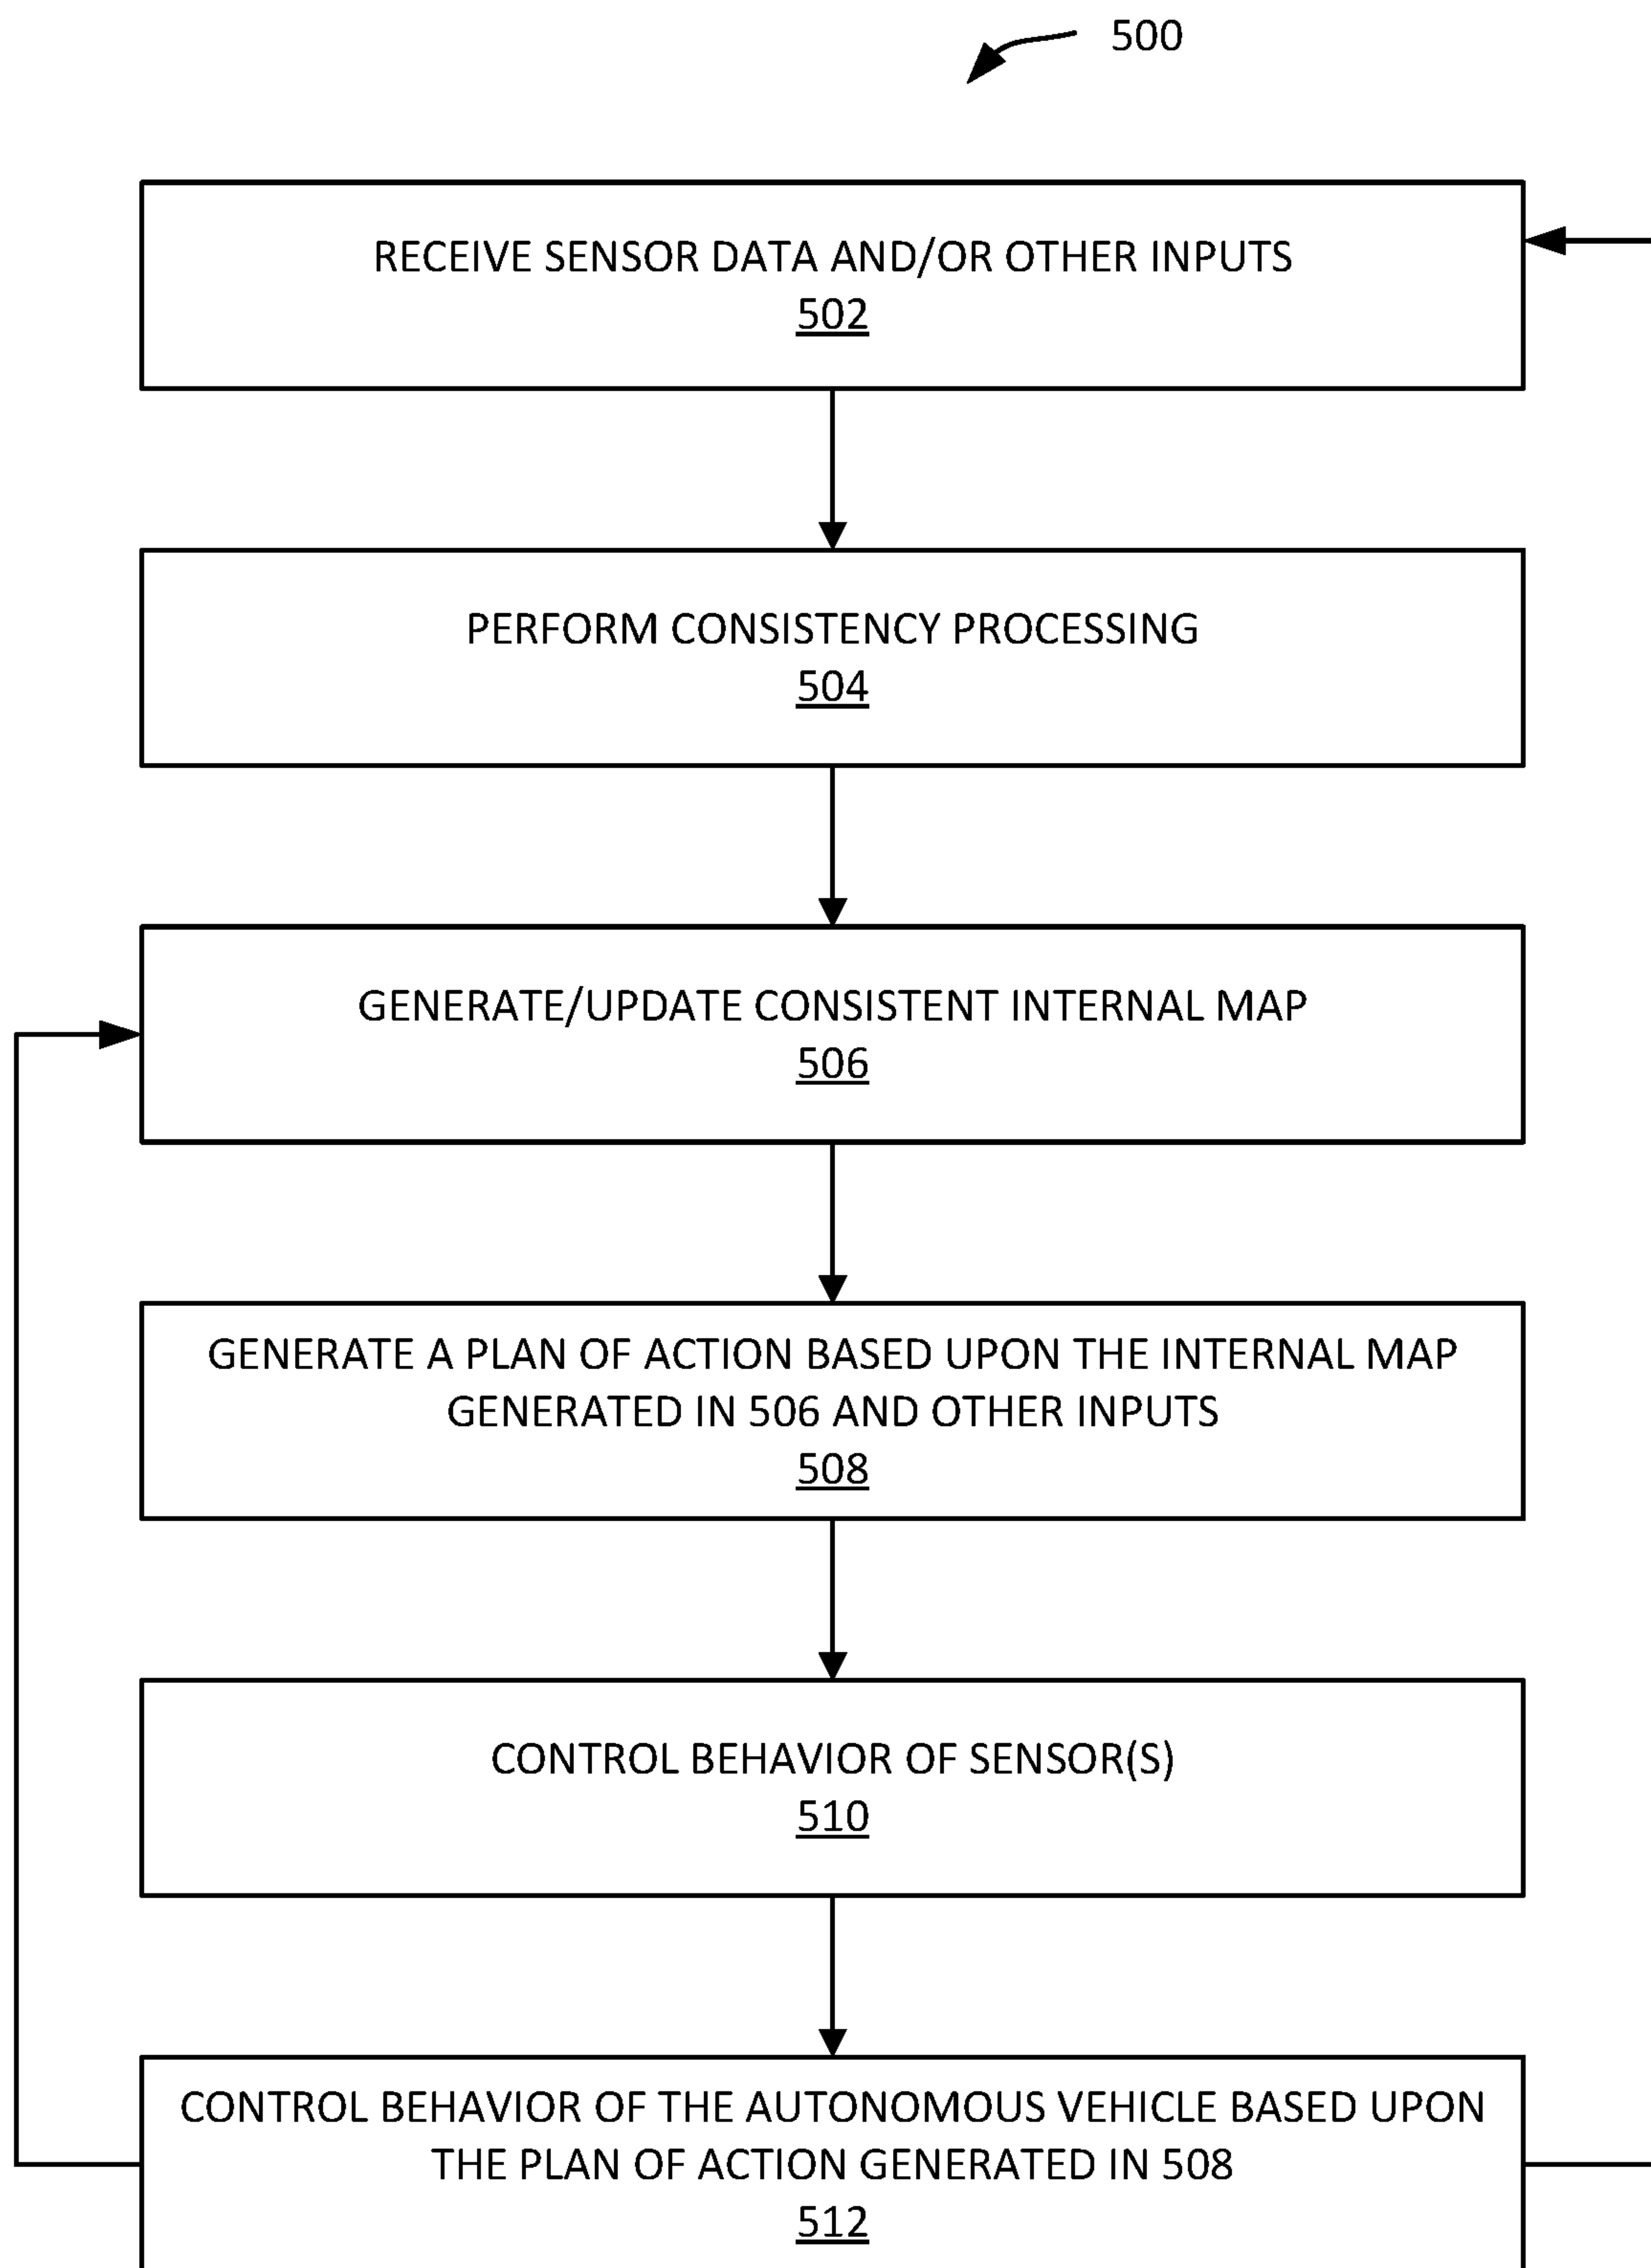 500
RECEIVE SENSOR DATA AND/OR OTHER INPUTS
502
PERFORM CONSISTENCY PROCESSING
504
GENERATE/UPDATE CONSISTENT INTERNAL MAP
506
GENERATE A PLAN OF ACTION BASED UPON THE INTERNAL MAP
GENERATED IN 506 AND OTHER INPUTS
508
CONTROL BEHAVIOR OF SENSOR(S)
510
CONTROL BEHAVIOR OF THE AUTONOMOUS VEHICLE BASED UPON
THE PLAN OF ACTION GENERATED IN 508
512